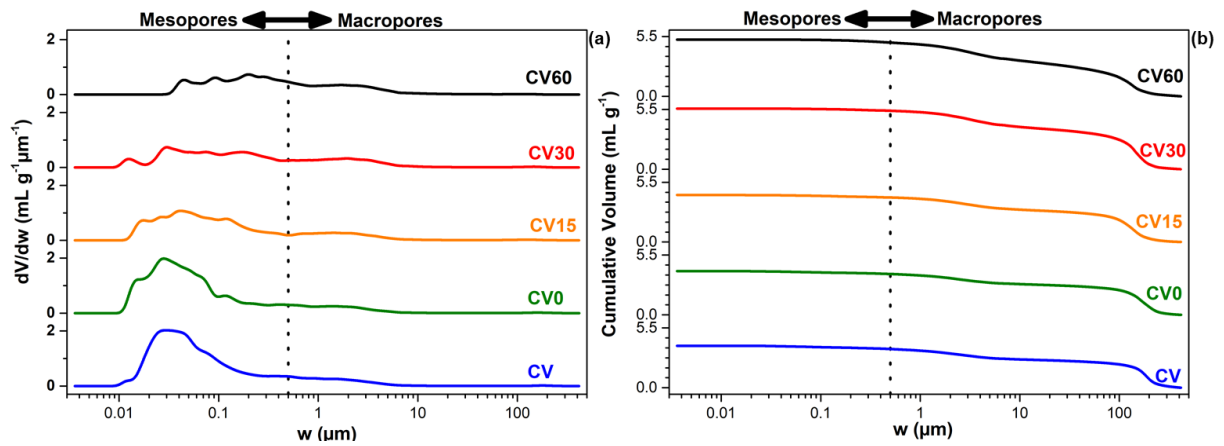 Mesopores Macropores
(a)
2
CV60
0
2
CV30
0
2
CV15
0
2
CV0
0
2
CV
0
dV/dw (mL g⁻¹µm⁻¹)
0.01 0.1 1 10 100
w (µm)
Mesopores Macropores
(b)
5.5
CV60
0.0
5.5
CV30
0.0
5.5
CV15
0.0
5.5
CV0
0.0
5.5
CV
0.0
Cumulative Volume (mL g⁻¹)
0.01 0.1 1 10 100
w (µm)